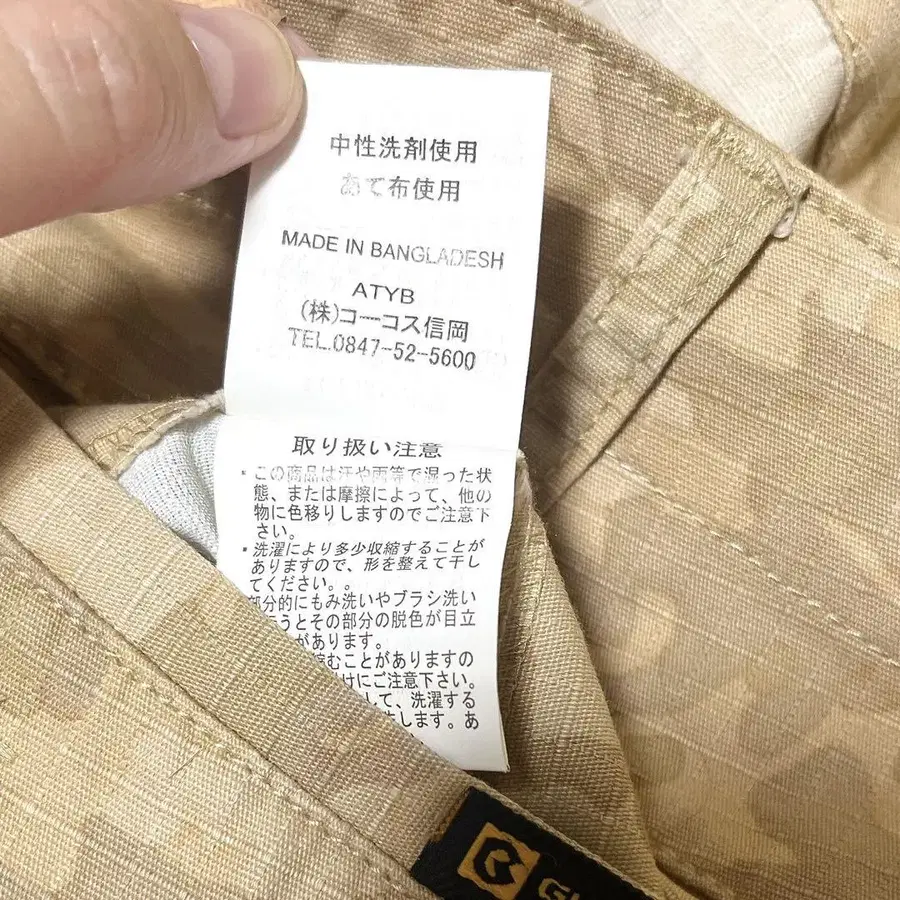 中性洗剤使用
あて布使用
MADE IN BANGLADESH
ATYB
(株)コーコス信岡
TEL.0847-52-5600
取り扱い注意
・この商品は汗や雨等で湿った状
態、または摩擦によって、他の
物に色移りしますのでご注意下
さい。
・洗濯により多少収縮することが
ありますので、形を整えて干し
てください。。
部分的にもみ洗いやブラシ洗い
うとその部分の脱色が目立
があります。
むことがありますの
けにご注意下さい。
して、洗濯する
します。あ